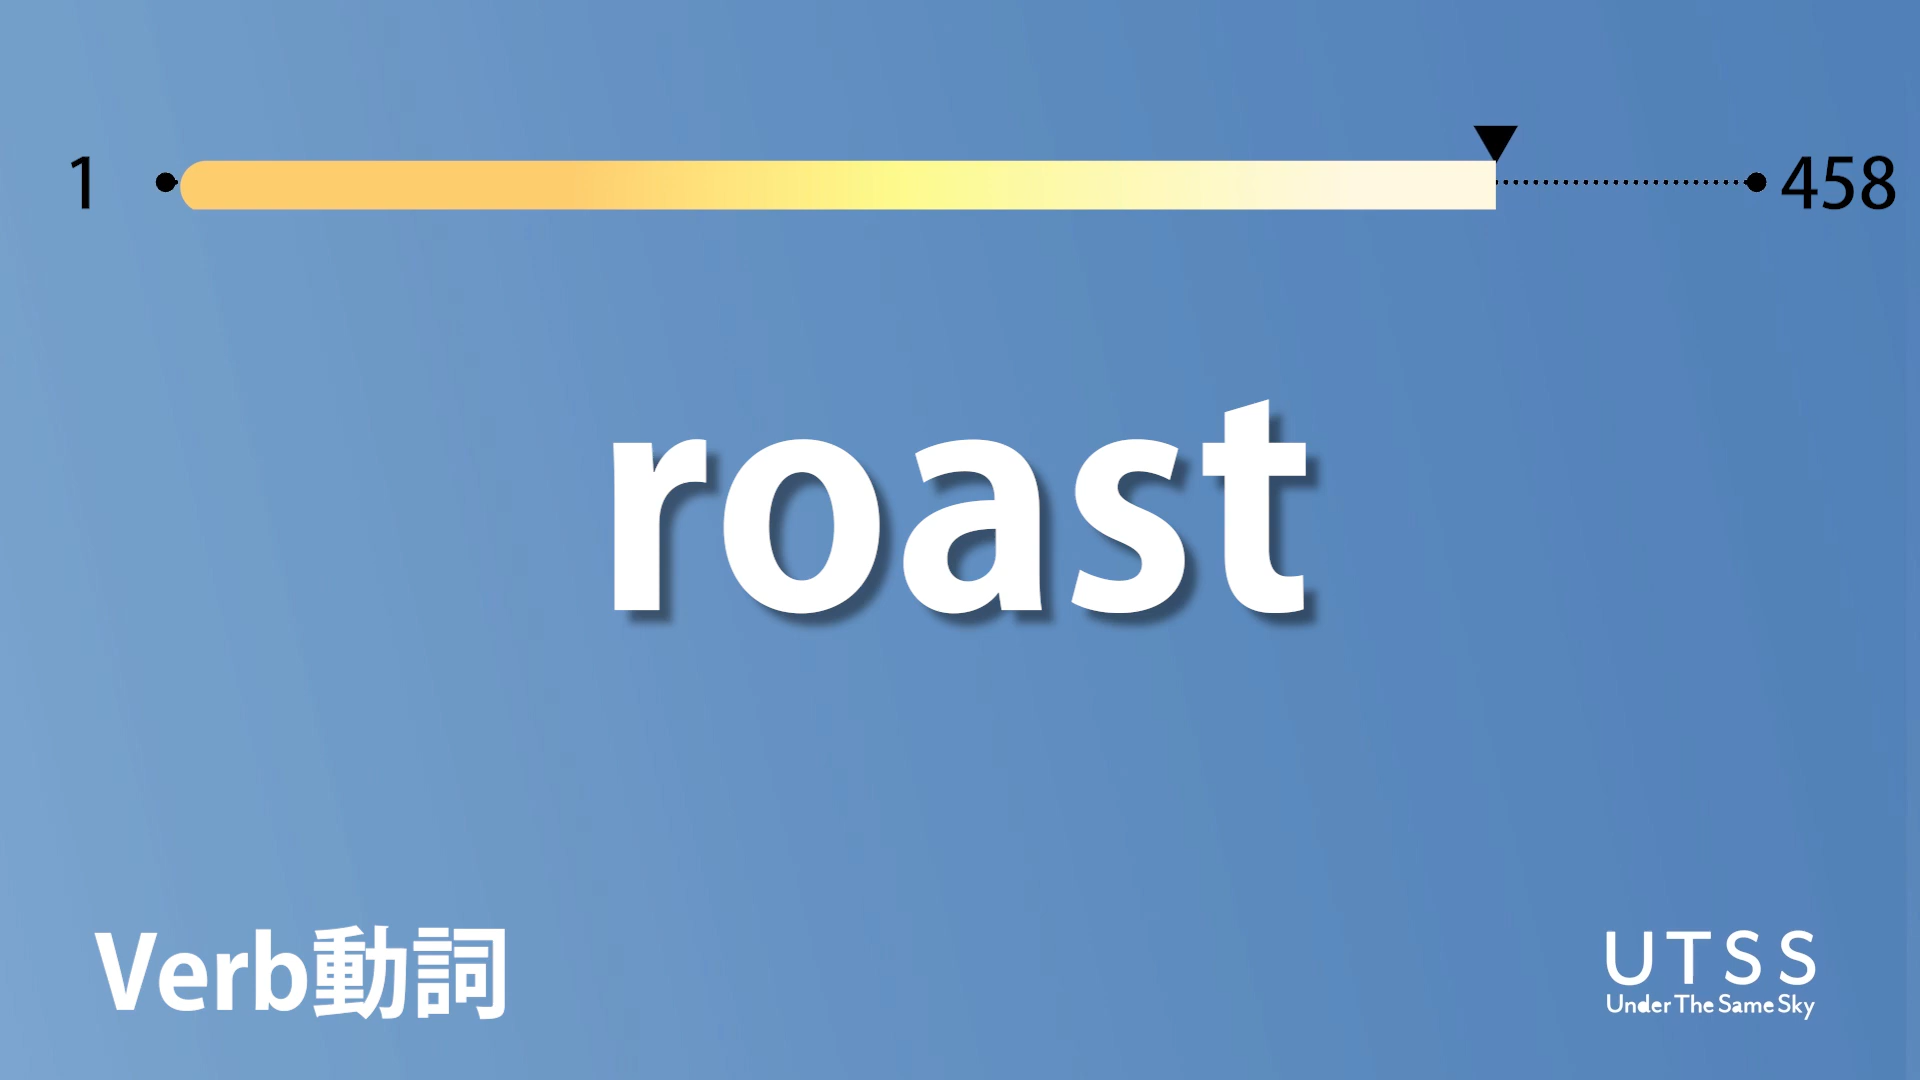 1
458
roast
Verb動詞
UTSS
Under The Same Sky